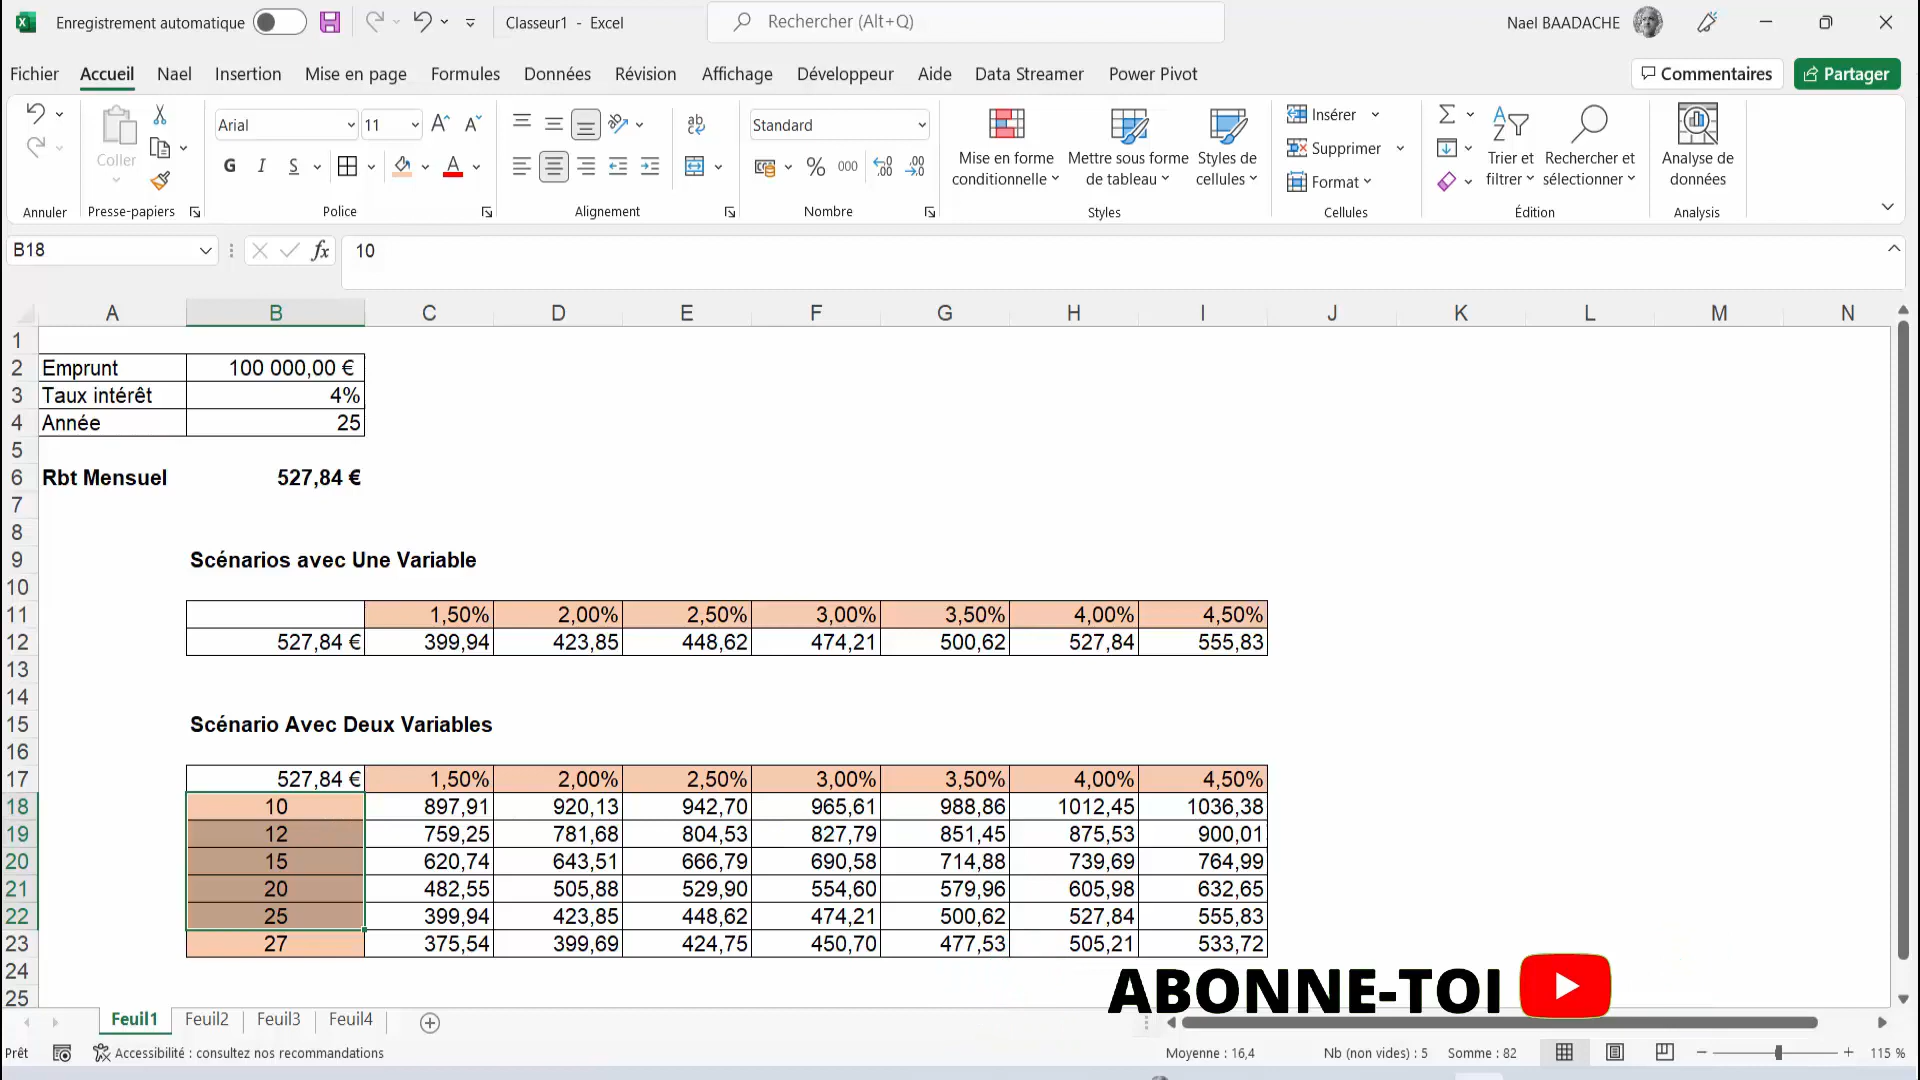 Enregistrement automatique
Classeur1 - Excel
Rechercher (Alt+Q)
Nael BAADACHE
Fichier Accueil Nael Insertion Mise en page Formules Données Révision Affichage Développeur Aide Data Streamer Power Pivot
Commentaires Partager
Annuler
Coller
Presse-papiers
Arial 11
G I S
Police
Alignement
Standard
% 000
Nombre
Mise en forme conditionnelle
Mettre sous forme de tableau
Styles de cellules
Styles
Insérer
Supprimer
Format
Cellules
Trier et filtrer
Rechercher et sélectionner
Édition
Analyse de données
Analysis
B18 fx 10
A B C D E F G H I J K L M N
1
2 Emprunt 100 000,00 €
3 Taux intérêt 4%
4 Année 25
5
6 Rbt Mensuel 527,84 €
7
8
9 Scénarios avec Une Variable
10
11 1,50% 2,00% 2,50% 3,00% 3,50% 4,00% 4,50%
12 527,84 € 399,94 423,85 448,62 474,21 500,62 527,84 555,83
13
14
15 Scénario Avec Deux Variables
16
17 527,84 € 1,50% 2,00% 2,50% 3,00% 3,50% 4,00% 4,50%
18 10 897,91 920,13 942,70 965,61 988,86 1012,45 1036,38
19 12 759,25 781,68 804,53 827,79 851,45 875,53 900,01
20 15 620,74 643,51 666,79 690,58 714,88 739,69 764,99
21 20 482,55 505,88 529,90 554,60 579,96 605,98 632,65
22 25 399,94 423,85 448,62 474,21 500,62 527,84 555,83
23 27 375,54 399,69 424,75 450,70 477,53 505,21 533,72
24
25
ABONNE-TOI
Feuil1 Feuil2 Feuil3 Feuil4
Prêt Accessibilité : consultez nos recommandations Moyenne : 16,4 Nb (non vides) : 5 Somme : 82 115 %